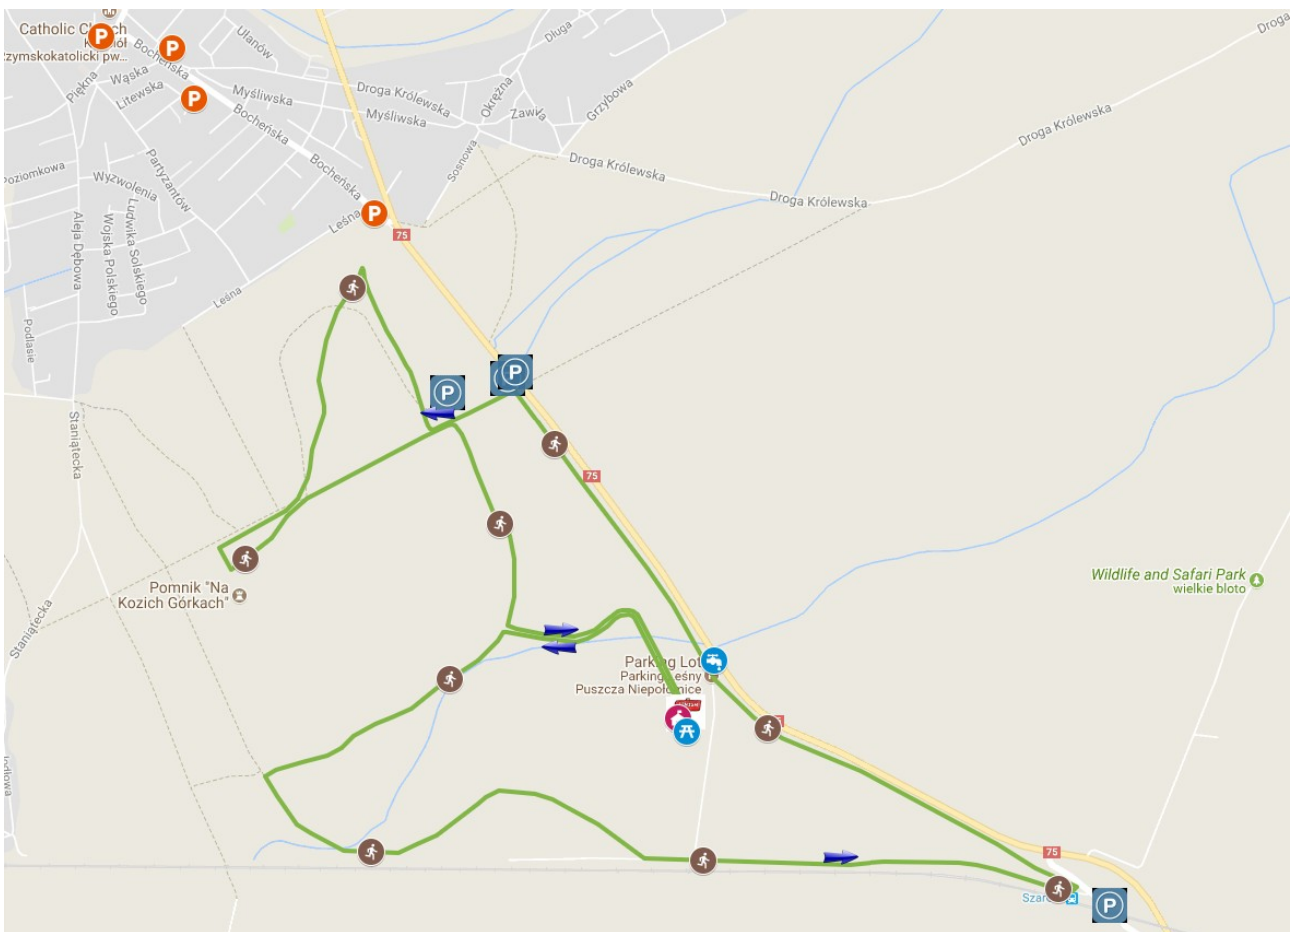 Catholic Ch
rch
Rzymskokatolicki pw...
Bocheńska
Ulanów
Długa
Droga
Piękna
Wąska
Litewska
Myśliwska
Droga Królewska
Okrężna
Grzybowa
Zawiła
Myśliwska
Bocheńska
Droga Królewska
Poziomkowa
Wyzwolenia
Partyzantów
Bocheńska
Sosnowa
Droga Królewska
Droga Królewska
Aleja Dębowa
Wojska Polskiego
Ludwika Solskiego
Leśna
75
Leśna
Podlasie
Staniątecka
75
Pomnik "Na
Kozich Górkach"
Wildlife and Safari Park
wielkie bloto
Staniątecka
Parking Lot
Parking Leśny
Puszcza Niepołomice
75
Szar
P
P
P
P
P
P
P